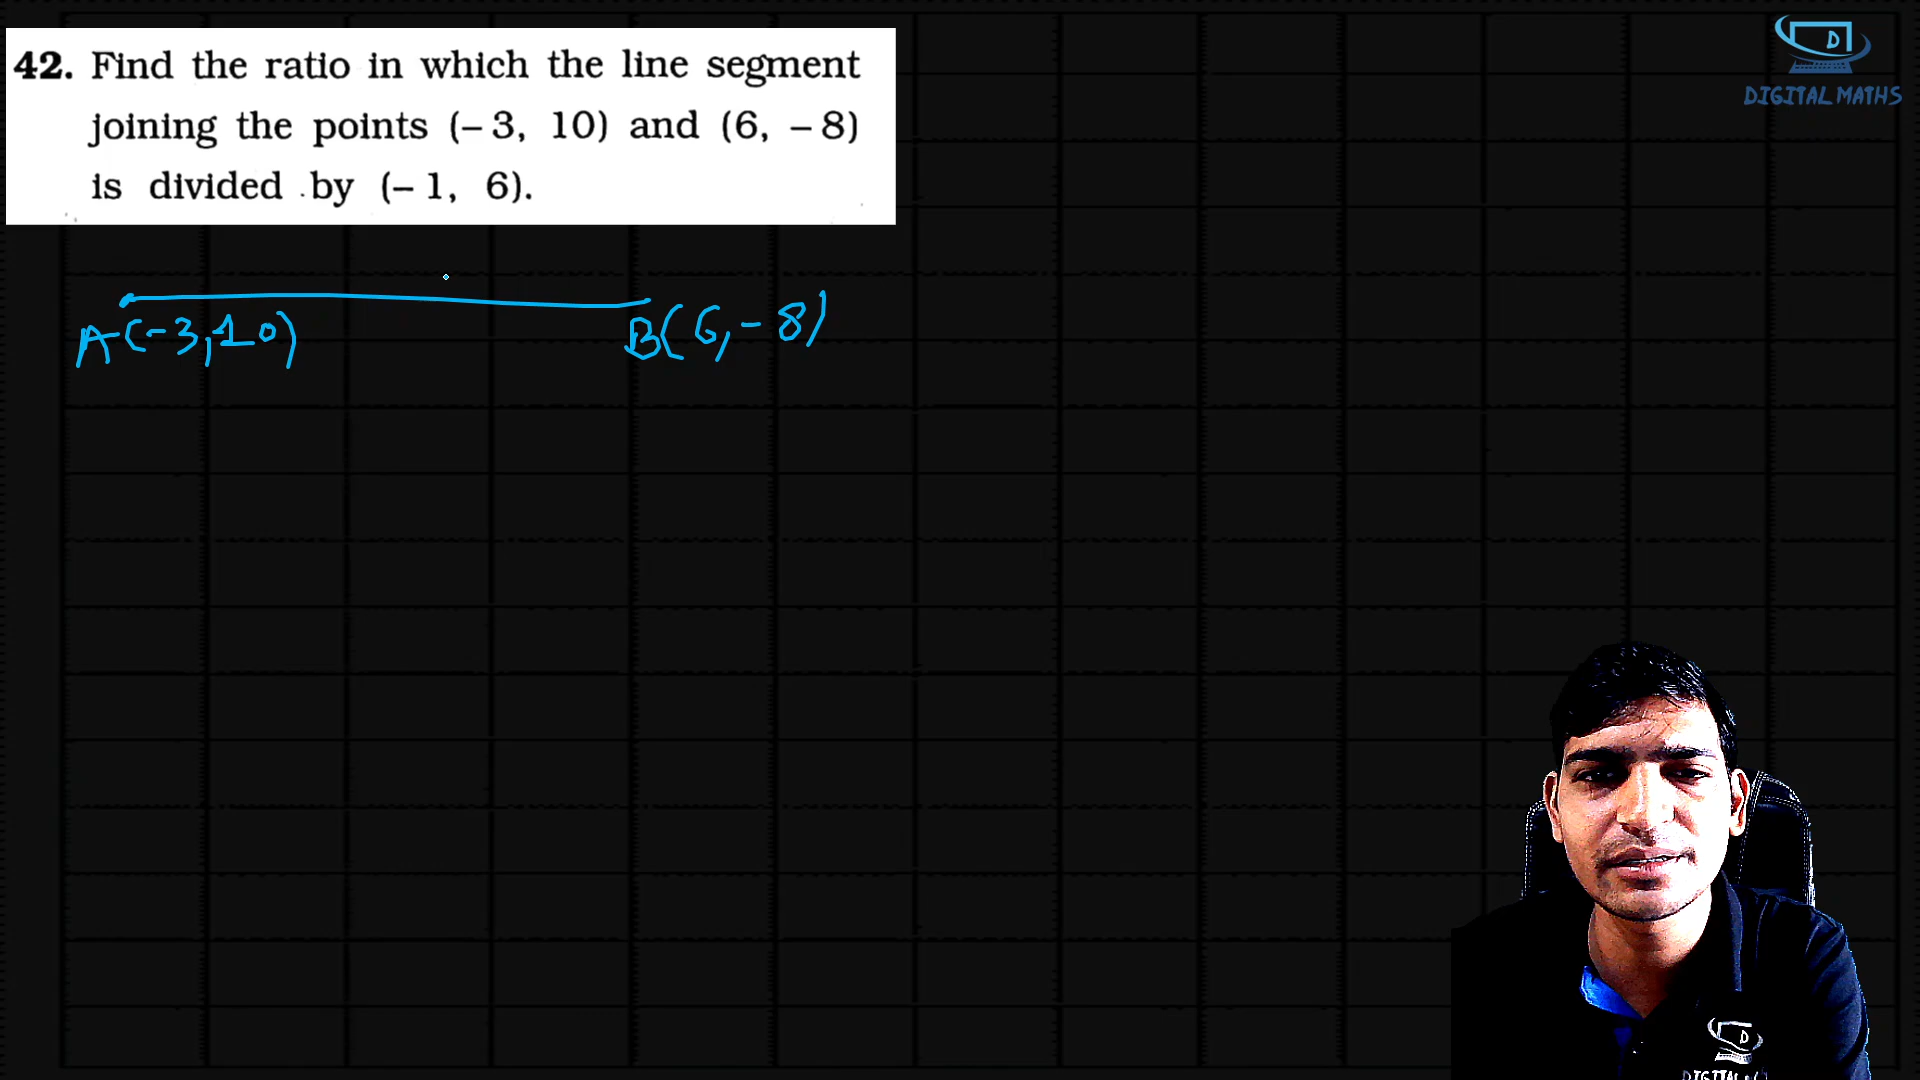 42. Find the ratio in which the line segment
joining the points (– 3, 10) and (6, – 8)
is divided by (– 1, 6).
D
DIGITAL MATHS
A(-3,10)
B(6,-8)
D